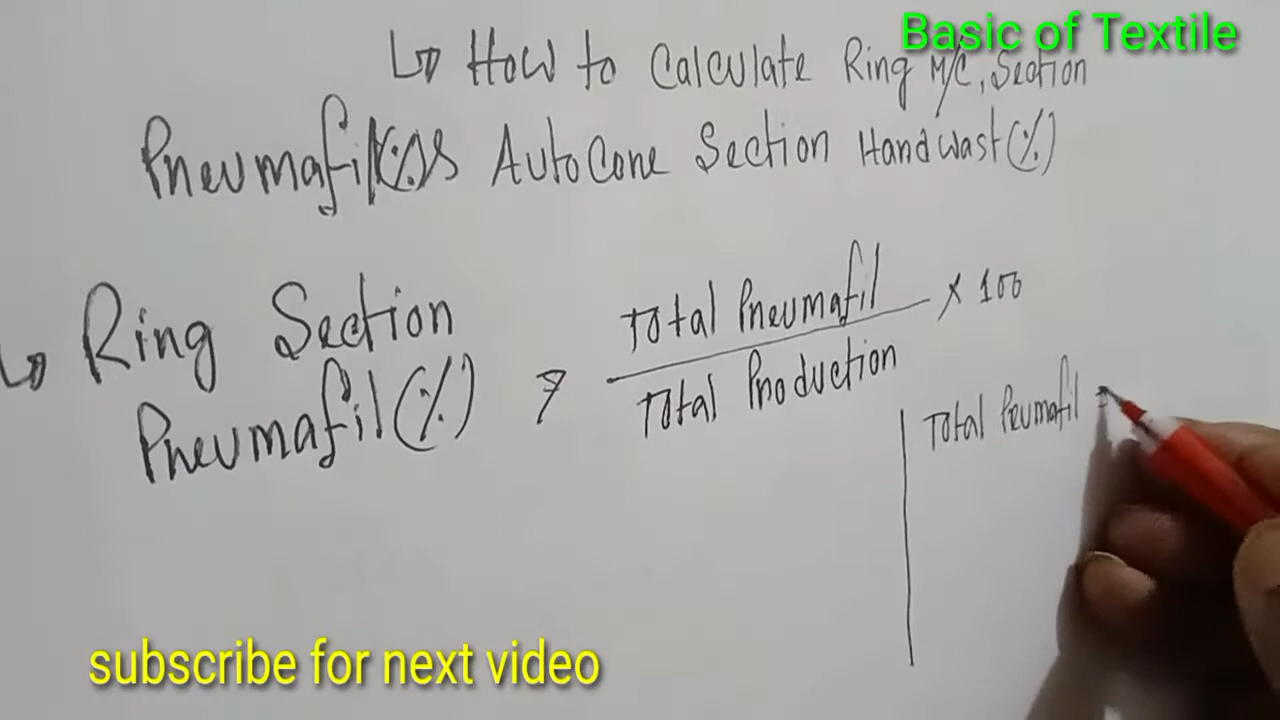 Basic of Textile
How to Calculate Ring M/C, Section
Pneumafil(%) & AutoCone Section Handwast(%)
Ring Section
Pneumafil(%)
Total Pneumafil × 100
Total Production
Total Peumafil =
subscribe for next video